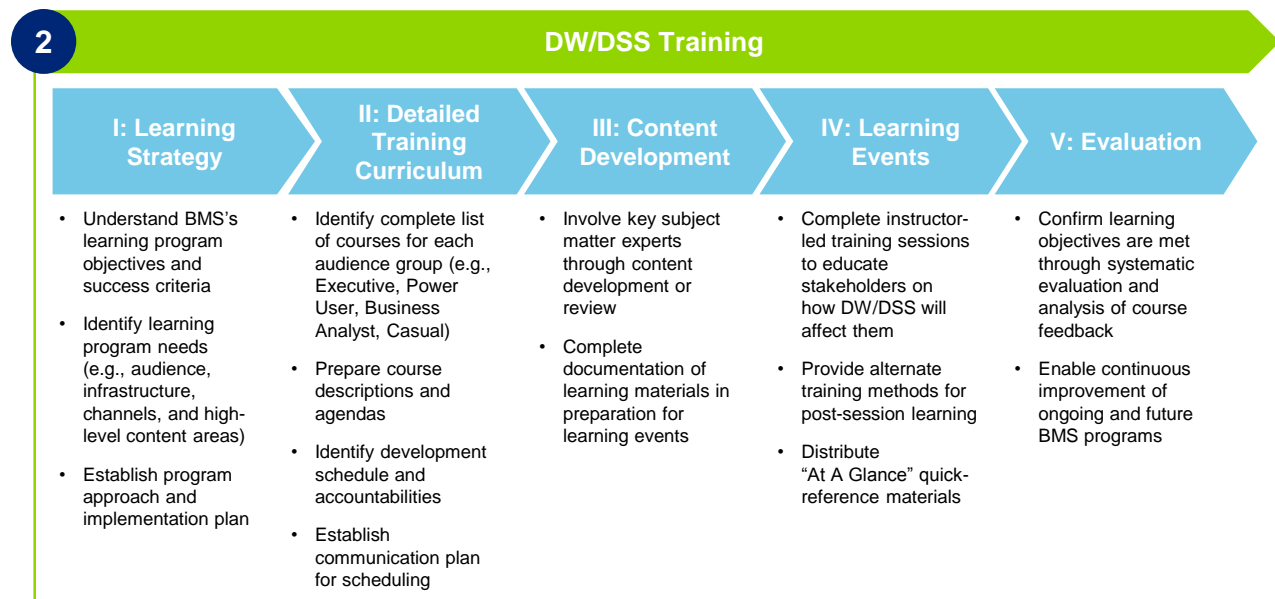 2
DW/DSS Training
I: Learning
Strategy
II: Detailed
Training
Curriculum
III: Content
Development
IV: Learning
Events
V: Evaluation
• Understand BMS’s
learning program
objectives and
success criteria
• Identify learning
program needs
(e.g., audience,
infrastructure,
channels, and high-
level content areas)
• Establish program
approach and
implementation plan
• Identify complete list
of courses for each
audience group (e.g.,
Executive, Power
User, Business
Analyst, Casual)
• Prepare course
descriptions and
agendas
• Identify development
schedule and
accountabilities
• Establish
communication plan
for scheduling
• Involve key subject
matter experts
through content
development or
review
• Complete
documentation of
learning materials in
preparation for
learning events
• Complete instructor-
led training sessions
to educate
stakeholders on
how DW/DSS will
affect them
• Provide alternate
training methods for
post-session learning
• Distribute
“At A Glance” quick-
reference materials
• Confirm learning
objectives are met
through systematic
evaluation and
analysis of course
feedback
• Enable continuous
improvement of
ongoing and future
BMS programs